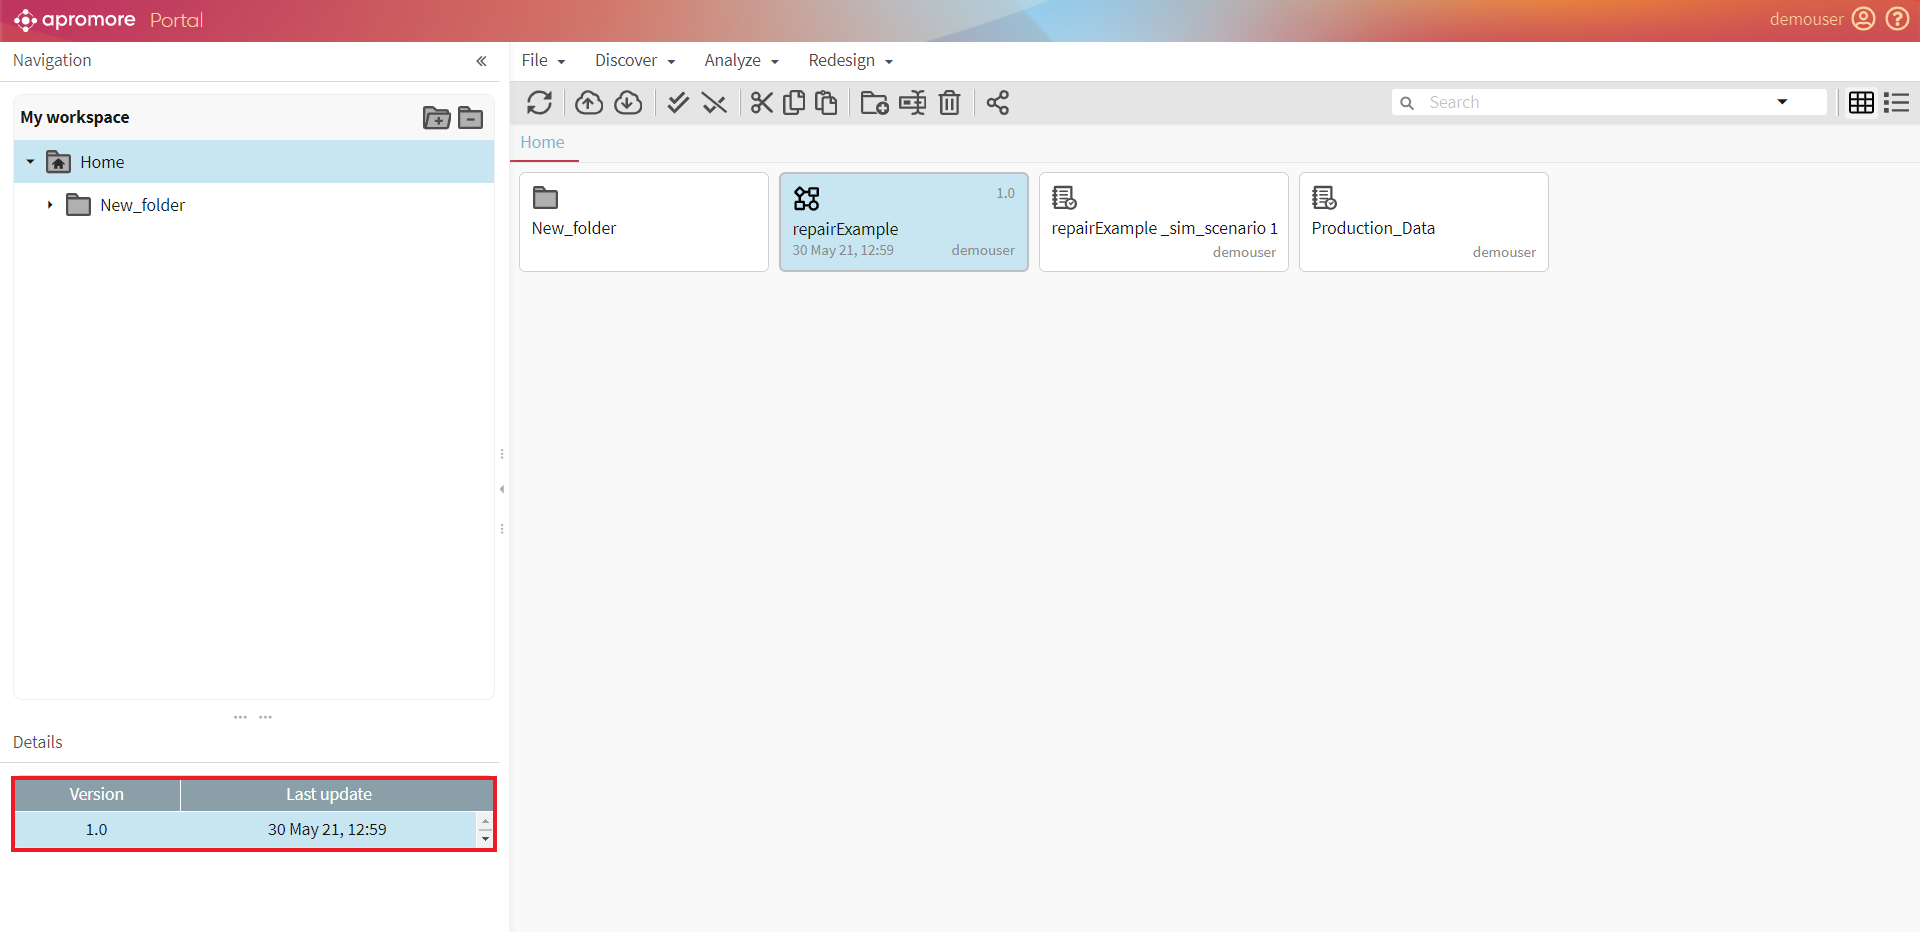 apromore Portal
demouser
Navigation
File
Discover
Analyze
Redesign
My workspace
Search
Home
Home
New_folder
New_folder
1.0
repairExample
30 May 21, 12:59
demouser
repairExample _sim_scenario 1
demouser
Production_Data
demouser
Details
Version
Last update
1.0
30 May 21, 12:59